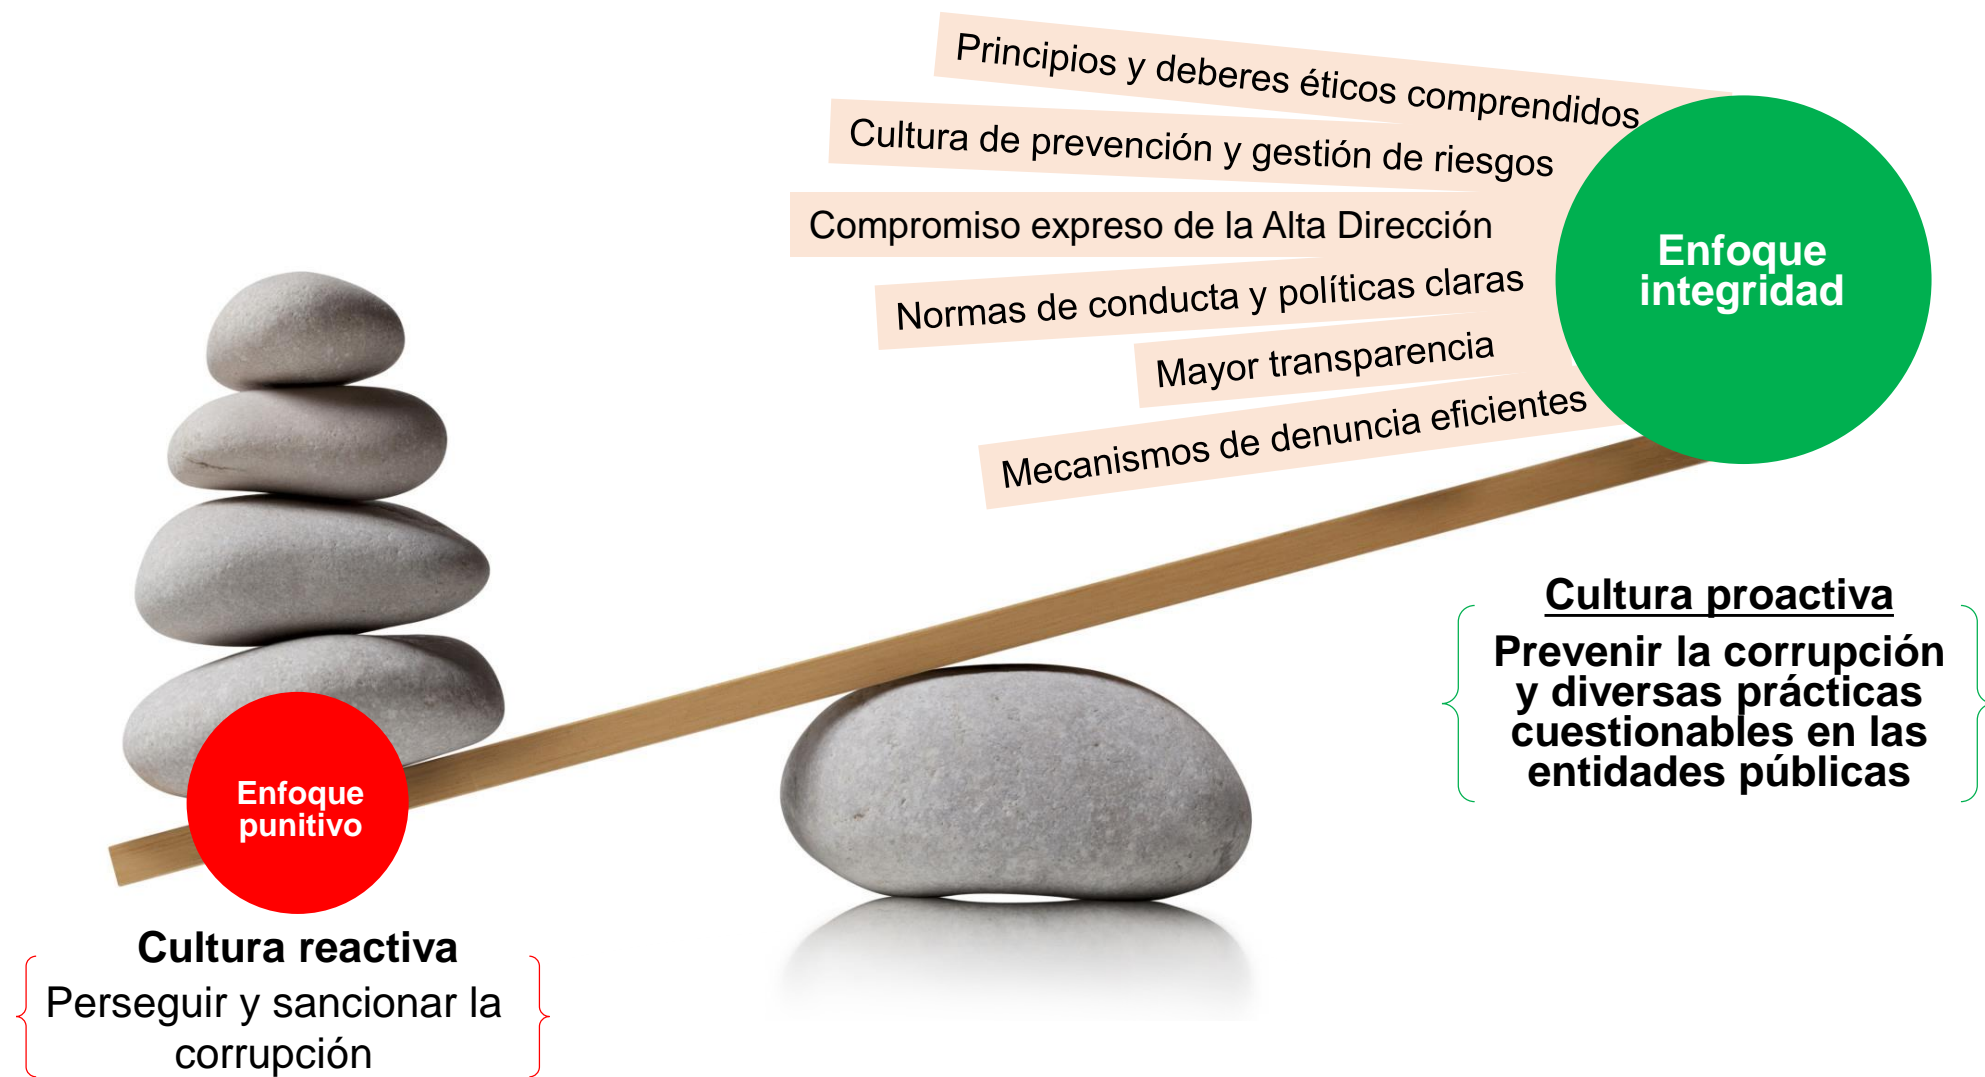 Principios y deberes éticos comprendidos
Cultura de prevención y gestión de riesgos
Compromiso expreso de la Alta Dirección
Normas de conducta y políticas claras
Mayor transparencia
Mecanismos de denuncia eficientes
Enfoque
integridad
Cultura proactiva
Prevenir la corrupción
y diversas prácticas
cuestionables en las
entidades públicas
Enfoque
punitivo
Cultura reactiva
Perseguir y sancionar la
corrupción